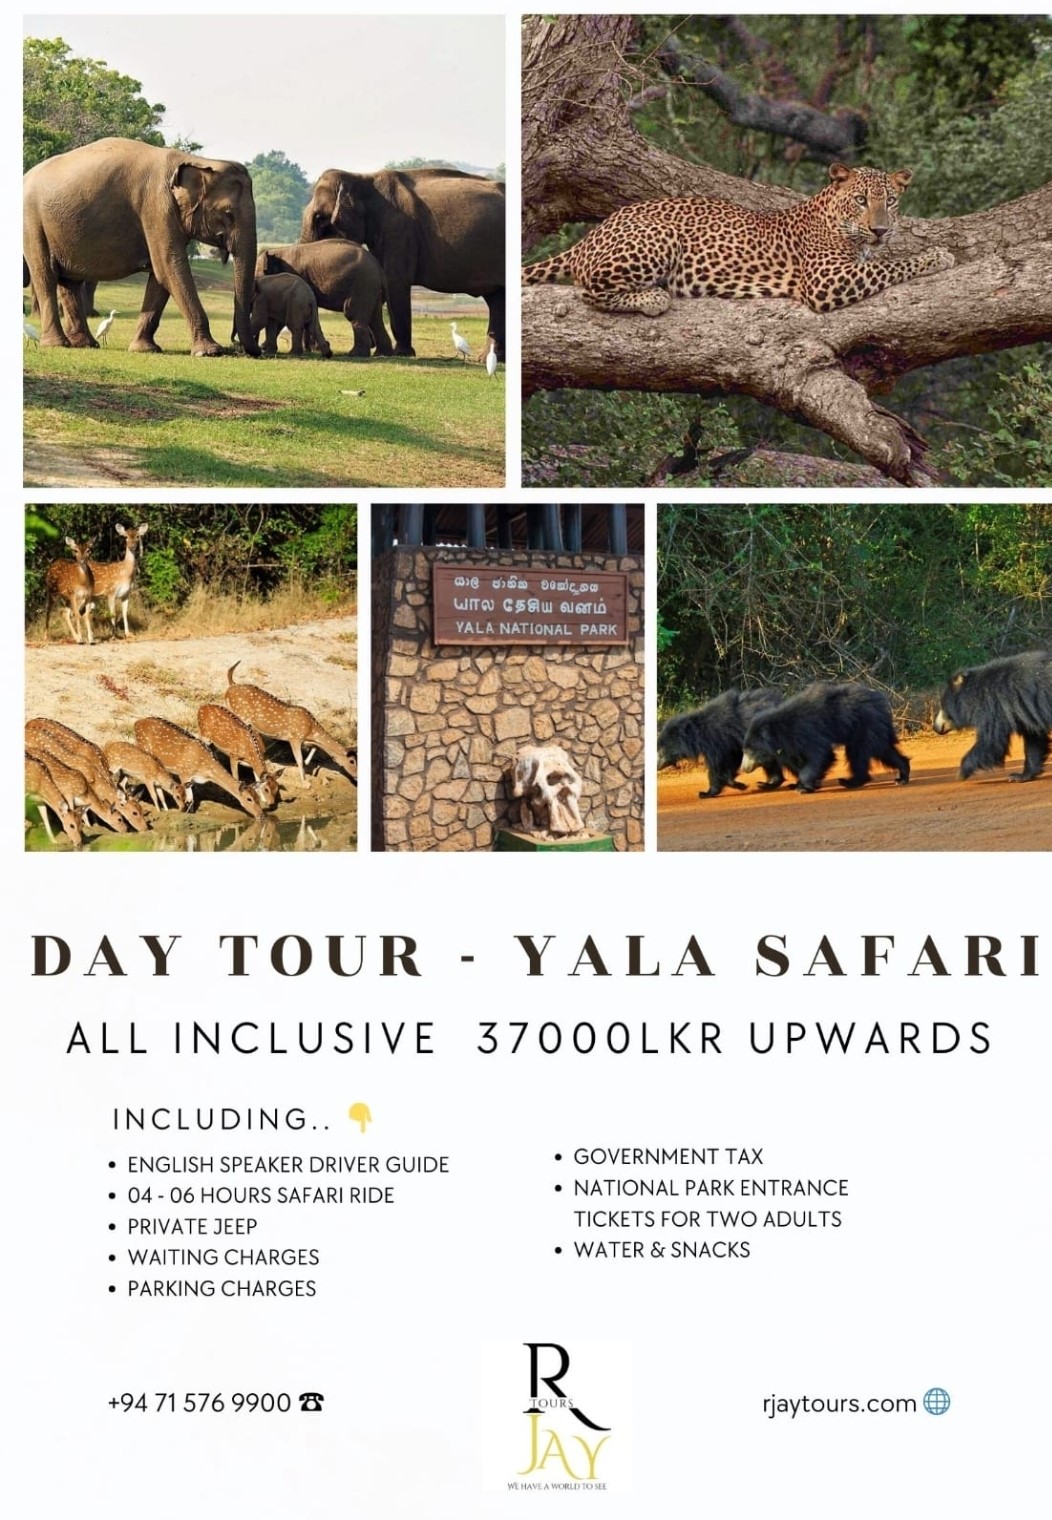 යාල ජාතික වනෝද්‍යානය
யால தேசிய வனம்
YALA NATIONAL PARK
DAY TOUR - YALA SAFARI
ALL INCLUSIVE 37000LKR UPWARDS
INCLUDING.. 👇
• ENGLISH SPEAKER DRIVER GUIDE
• 04 - 06 HOURS SAFARI RIDE
• PRIVATE JEEP
• WAITING CHARGES
• PARKING CHARGES
• GOVERNMENT TAX
• NATIONAL PARK ENTRANCE
TICKETS FOR TWO ADULTS
• WATER & SNACKS
+94 71 576 9900 ☎
R
TOURS
JAY
WE HAVE A WORLD TO SEE
rjaytours.com 🌐